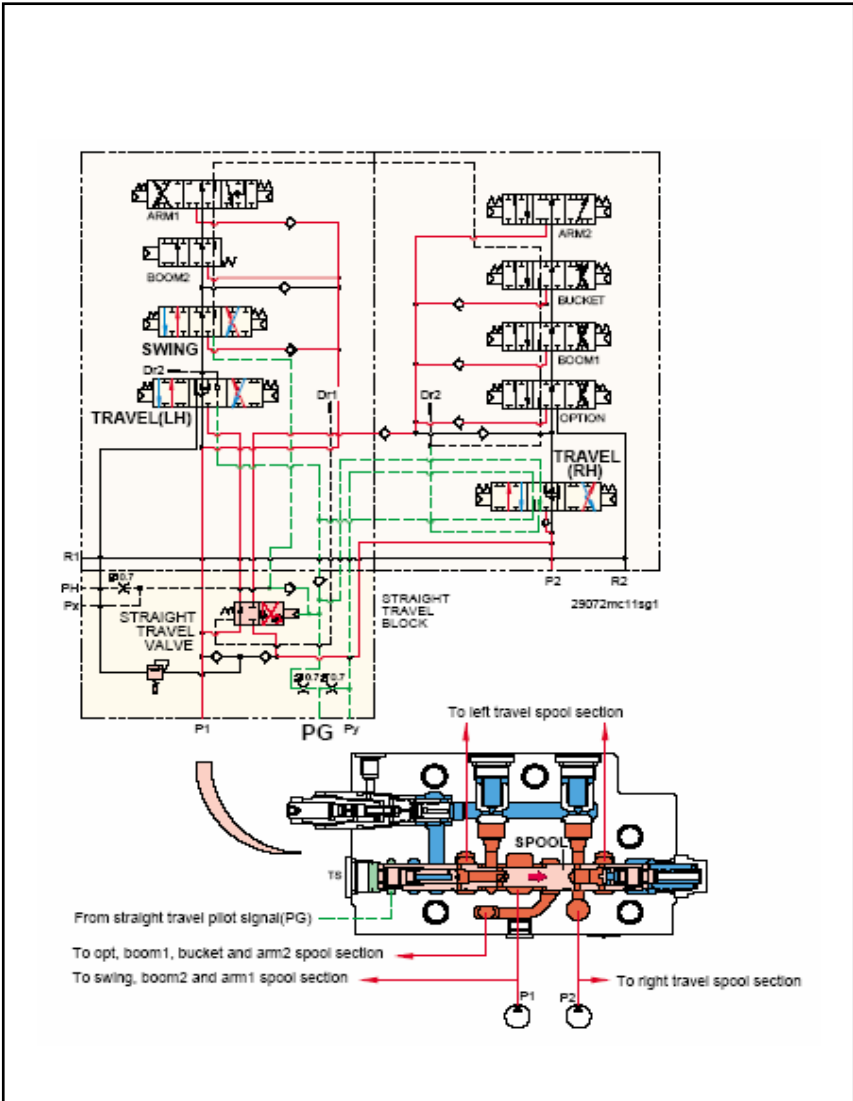 ARM1
ARM2
BOOM2
BUCKET
SWING
BOOM1
Dr2
Dr1
Dr2
TRAVEL(LH)
OPTION
TRAVEL
(RH)
R1
P2
R2
PH
Px
29072mc11sg1
STRAIGHT
TRAVEL
VALVE
STRAIGHT
TRAVEL
BLOCK
P1
PG
Py
To left travel spool section
SPOOL
TS
From straight travel pilot signal(PG)
To opt, boom1, bucket and arm2 spool section
To swing, boom2 and arm1 spool section
To right travel spool section
P1
P2